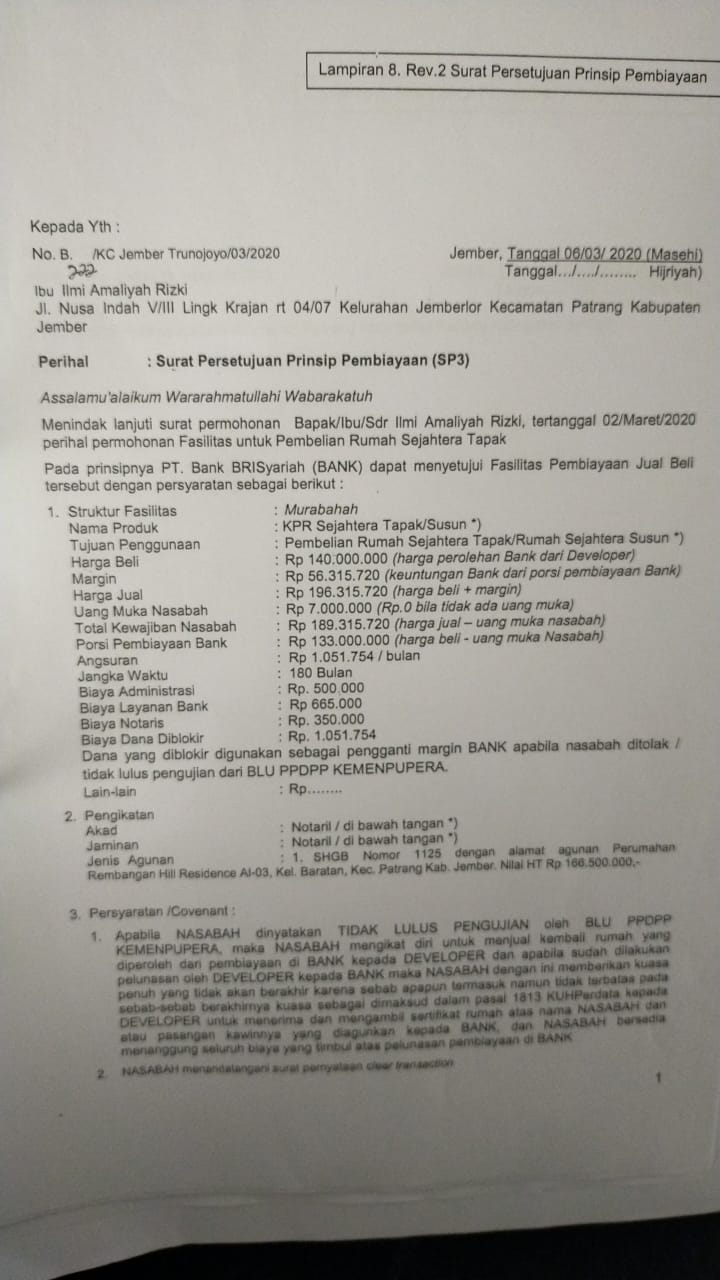 Lampiran 8. Rev.2 Surat Persetujuan Prinsip Pembiayaan
Kepada Yth :
No. B. /KC Jember Trunojoyo/03/2020 Jember, Tanggal 06/03/ 2020 (Masehi)
222 Tanggal.../..../........ Hijriyah)
Ibu Ilmi Amaliyah Rizki
Jl. Nusa Indah V/III Lingk Krajan rt 04/07 Kelurahan Jemberlor Kecamatan Patrang Kabupaten
Jember
Perihal : Surat Persetujuan Prinsip Pembiayaan (SP3)
Assalamu'alaikum Wararahmatullahi Wabarakatuh
Menindak lanjuti surat permohonan Bapak/Ibu/Sdr Ilmi Amaliyah Rizki, tertanggal 02/Maret/2020
perihal permohonan Fasilitas untuk Pembelian Rumah Sejahtera Tapak
Pada prinsipnya PT. Bank BRISyariah (BANK) dapat menyetujui Fasilitas Pembiayaan Jual Beli
tersebut dengan persyaratan sebagai berikut :
1. Struktur Fasilitas : Murabahah
Nama Produk : KPR Sejahtera Tapak/Susun *)
Tujuan Penggunaan : Pembelian Rumah Sejahtera Tapak/Rumah Sejahtera Susun *)
Harga Beli : Rp 140.000.000 (harga perolehan Bank dari Developer)
Margin : Rp 56.315.720 (keuntungan Bank dari porsi pembiayaan Bank)
Harga Jual : Rp 196.315.720 (harga beli + margin)
Uang Muka Nasabah : Rp 7.000.000 (Rp.0 bila tidak ada uang muka)
Total Kewajiban Nasabah : Rp 189.315.720 (harga jual – uang muka nasabah)
Porsi Pembiayaan Bank : Rp 133.000.000 (harga beli - uang muka Nasabah)
Angsuran : Rp 1.051.754 / bulan
Jangka Waktu : 180 Bulan
Biaya Administrasi : Rp. 500.000
Biaya Layanan Bank : Rp 665.000
Biaya Notaris : Rp. 350.000
Biaya Dana Diblokir : Rp. 1.051.754
Dana yang diblokir digunakan sebagai pengganti margin BANK apabila nasabah ditolak /
tidak lulus pengujian dari BLU PPDPP KEMENPUPERA.
Lain-lain : Rp........
2. Pengikatan
Akad : Notaril / di bawah tangan *)
Jaminan : Notaril / di bawah tangan *)
Jenis Agunan : 1. SHGB Nomor 1125 dengan alamat agunan Perumahan
Rembangan Hill Residence AI-03, Kel. Baratan, Kec. Patrang Kab. Jember. Nilai HT Rp 166.500.000,-
3. Persyaratan /Covenant :
1. Apabila NASABAH dinyatakan TIDAK LULUS PENGUJIAN oleh BLU PPDPP
KEMENPUPERA, maka NASABAH mengikat diri untuk menjual kembali rumah yang
diperoleh dari pembiayaan di BANK kepada DEVELOPER dan apabila sudah dilakukan
pelunasan oleh DEVELOPER kepada BANK maka NASABAH dengan ini memberikan kuasa
penuh yang tidak akan berakhir karena sebab apapun termasuk namun tidak terbatas pada
sebab-sebab berakhirnya kuasa sebagai dimaksud dalam pasal 1813 KUHPerdata kepada
DEVELOPER untuk menerima dan mengambil sertifikat rumah atas nama NASABAH dan
atau pasangan kawinnya yang diagunkan kepada BANK, dan NASABAH bersedia
menanggung seluruh biaya yang timbul atas pelunasan pembiayaan di BANK
2. NASABAH menandatangani surat pernyataan clear transaction
1